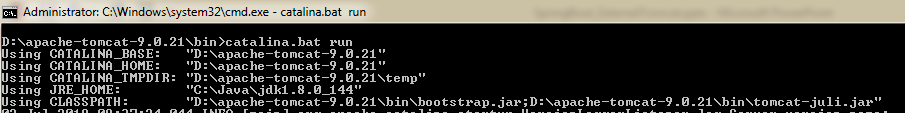 Administrator: C:\Windows\system32\cmd.exe - catalina.bat run
D:\apache-tomcat-9.0.21\bin>catalina.bat run
Using CATALINA_BASE: "D:\apache-tomcat-9.0.21"
Using CATALINA_HOME: "D:\apache-tomcat-9.0.21"
Using CATALINA_TMPDIR: "D:\apache-tomcat-9.0.21\temp"
Using JRE_HOME: "C:\Java\jdk1.8.0_144"
Using CLASSPATH: "D:\apache-tomcat-9.0.21\bin\bootstrap.jar;D:\apache-tomcat-9.0.21\bin\tomcat-juli.jar"